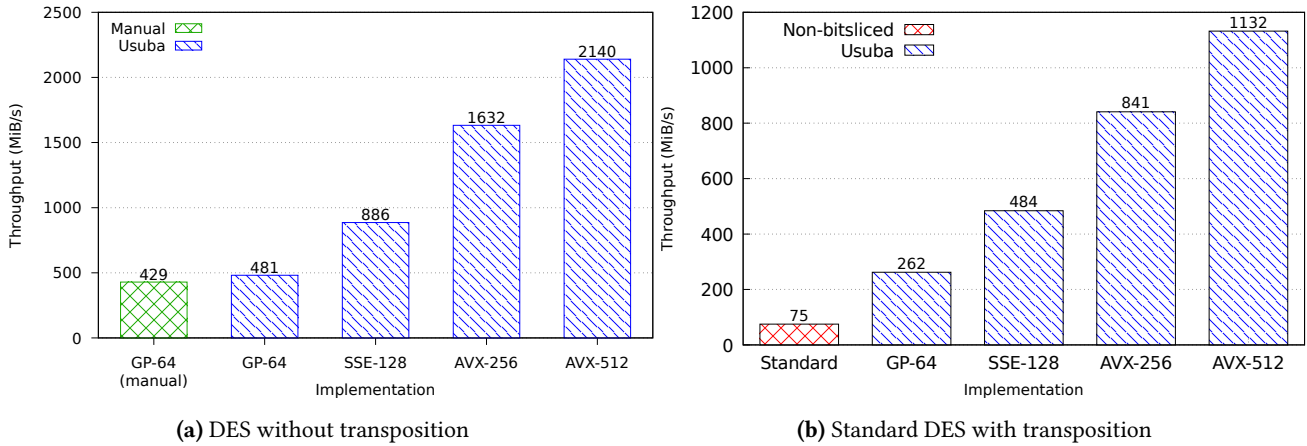 2500
2000
1500
1000
500
0
Throughput (MiB/s)
Manual
Usuba
429
481
886
1632
2140
GP-64
(manual)
GP-64
SSE-128
AVX-256
AVX-512
Implementation
(a) DES without transposition
1200
1000
800
600
400
200
0
Throughput (MiB/s)
Non-bitsliced
Usuba
75
262
484
841
1132
Standard
GP-64
SSE-128
AVX-256
AVX-512
Implementation
(b) Standard DES with transposition